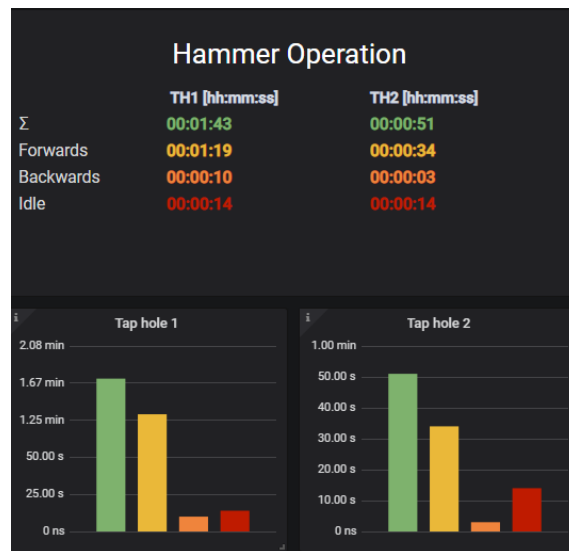 Hammer Operation
TH1 [hh:mm:ss] TH2 [hh:mm:ss]
Σ 00:01:43 00:00:51
Forwards 00:01:19 00:00:34
Backwards 00:00:10 00:00:03
Idle 00:00:14 00:00:14
i Tap hole 1
2.08 min
1.67 min
1.25 min
50.00 s
25.00 s
0 ns
i Tap hole 2
1.00 min
50.00 s
40.00 s
30.00 s
20.00 s
10.00 s
0 ns